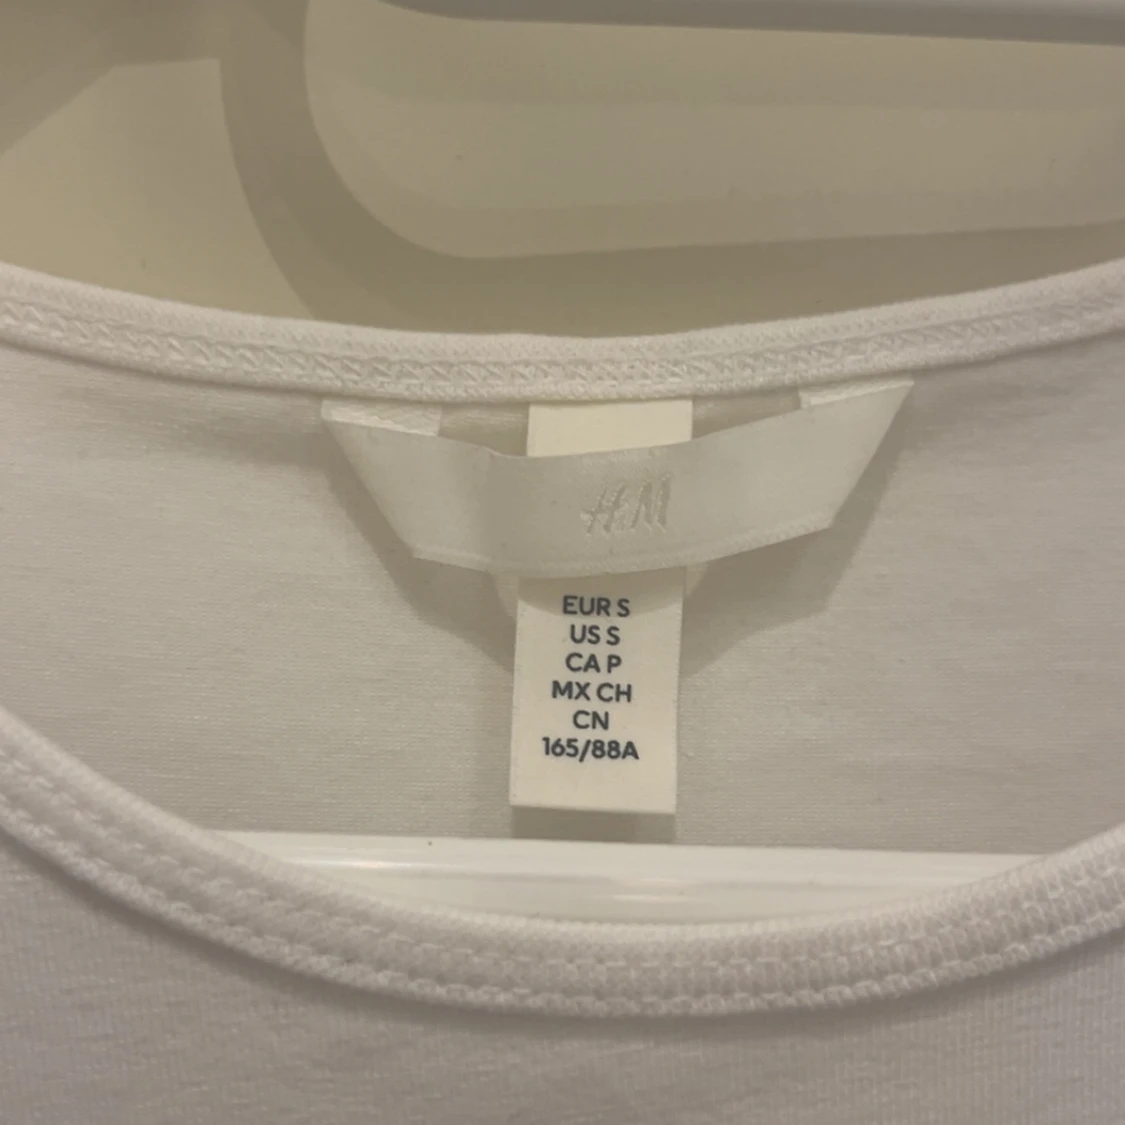 H&M
EUR S
US S
CA P
MX CH
CN
165/88A